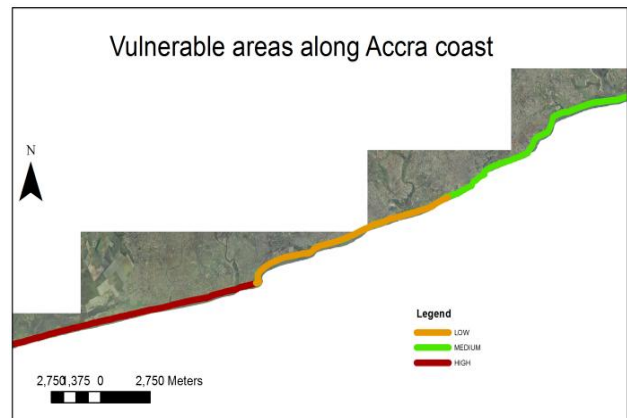 Vulnerable areas along Accra coast
N
Legend
LOW
MEDIUM
HIGH
2,750 1,375 0 2,750 Meters